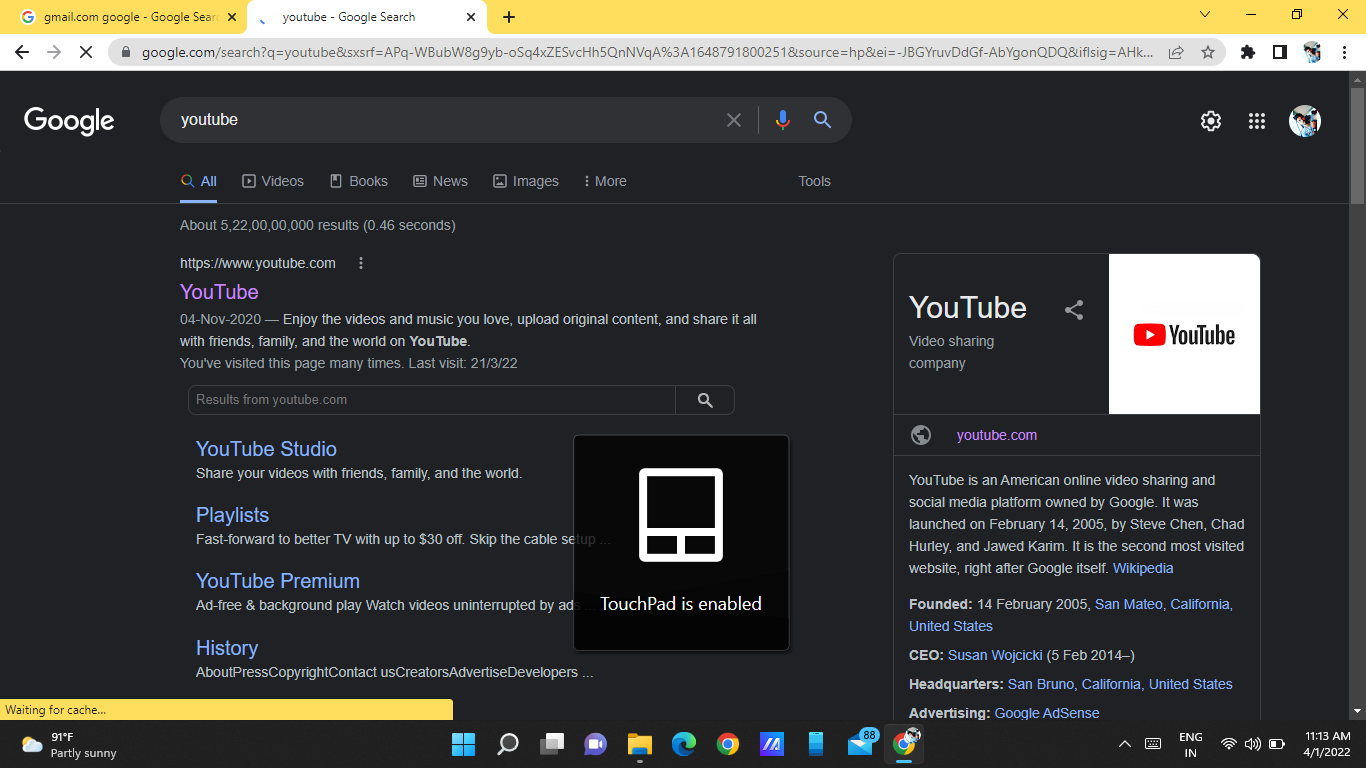 gmail.com google - Google Sear
youtube - Google Search
google.com/search?q=youtube&sxsrf=APq-WBubW8g9yb-oSq4xZESvcHh5QnNVqA%3A1648791800251&source=hp&ei=-JBGYruvDdGf-AbYgonQDQ&iflsig=AHk...
Google
youtube
All
Videos
Books
News
Images
More
Tools
About 5,22,00,00,000 results (0.46 seconds)
https://www.youtube.com
YouTube
04-Nov-2020 — Enjoy the videos and music you love, upload original content, and share it all
with friends, family, and the world on YouTube.
You've visited this page many times. Last visit: 21/3/22
Results from youtube.com
YouTube Studio
Share your videos with friends, family, and the world.
Playlists
Fast-forward to better TV with up to $30 off. Skip the cable setup ...
YouTube Premium
Ad-free & background play Watch videos uninterrupted by ads ...
History
AboutPressCopyrightContact usCreatorsAdvertiseDevelopers ...
TouchPad is enabled
YouTube
Video sharing
company
YouTube
youtube.com
YouTube is an American online video sharing and
social media platform owned by Google. It was
launched on February 14, 2005, by Steve Chen, Chad
Hurley, and Jawed Karim. It is the second most visited
website, right after Google itself. Wikipedia
Founded: 14 February 2005, San Mateo, California,
United States
CEO: Susan Wojcicki (5 Feb 2014–)
Headquarters: San Bruno, California, United States
Advertising: Google AdSense
Waiting for cache...
91°F
Partly sunny
88
ENG
IN
11:13 AM
4/1/2022